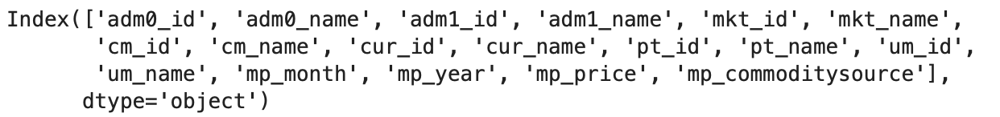 Index(['adm0_id', 'adm0_name', 'adm1_id', 'adm1_name', 'mkt_id', 'mkt_name',
'cm_id', 'cm_name', 'cur_id', 'cur_name', 'pt_id', 'pt_name', 'um_id',
'um_name', 'mp_month', 'mp_year', 'mp_price', 'mp_commoditysource'],
dtype='object')